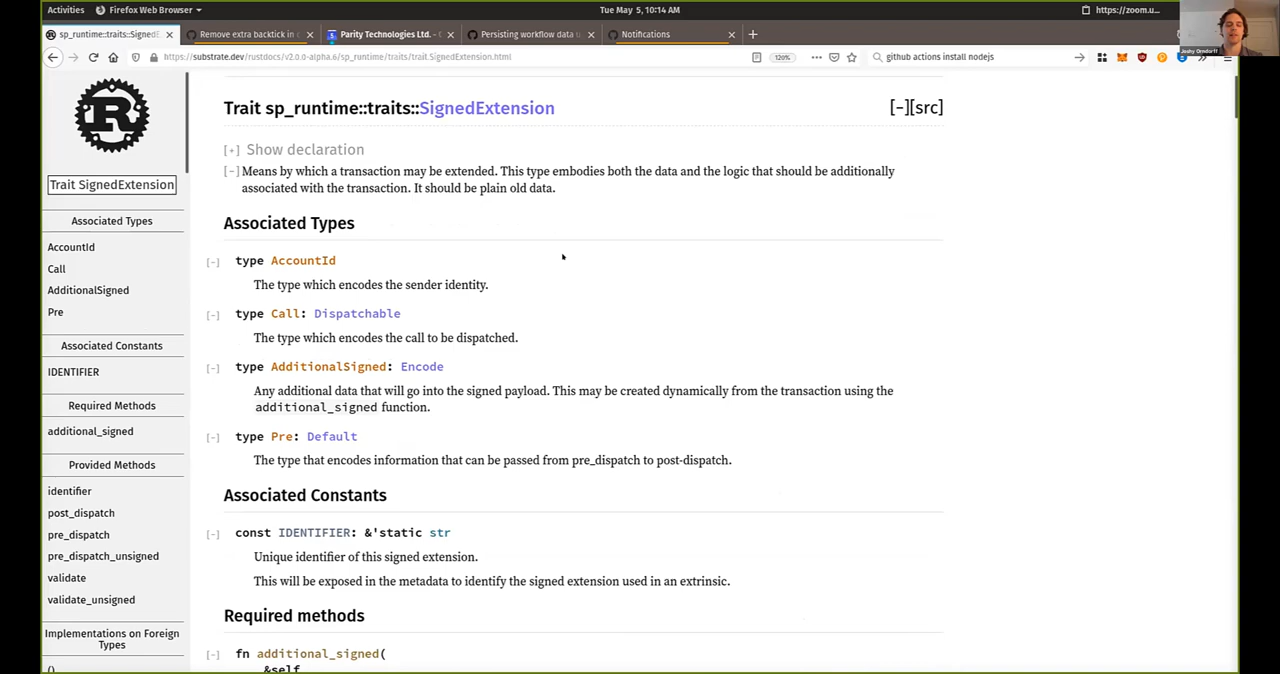 Activities Firefox Web Browser Tue May 5, 10:14 AM https://zoom.u...
sp_runtime::traits::SignedE Remove extra backtick in Parity Technologies Ltd. - Persisting workflow data Notifications
https://substrate.dev/rustdocs/v2.0.0-alpha.6/sp_runtime/traits/trait.SignedExtension.html 120% github actions install nodejs
Trait SignedExtension
Associated Types
AccountId
Call
AdditionalSigned
Pre
Associated Constants
IDENTIFIER
Required Methods
additional_signed
Provided Methods
identifier
post_dispatch
pre_dispatch
pre_dispatch_unsigned
validate
validate_unsigned
Implementations on Foreign
Types
()
Trait sp_runtime::traits::SignedExtension [-][src]
[+] Show declaration
[-] Means by which a transaction may be extended. This type embodies both the data and the logic that should be additionally
associated with the transaction. It should be plain old data.
Associated Types
[-] type AccountId
The type which encodes the sender identity.
[-] type Call: Dispatchable
The type which encodes the call to be dispatched.
[-] type AdditionalSigned: Encode
Any additional data that will go into the signed payload. This may be created dynamically from the transaction using the
additional_signed function.
[-] type Pre: Default
The type that encodes information that can be passed from pre_dispatch to post-dispatch.
Associated Constants
[-] const IDENTIFIER: &'static str
Unique identifier of this signed extension.
This will be exposed in the metadata to identify the signed extension used in an extrinsic.
Required methods
[-] fn additional_signed(
&self
Joshy Orndorff